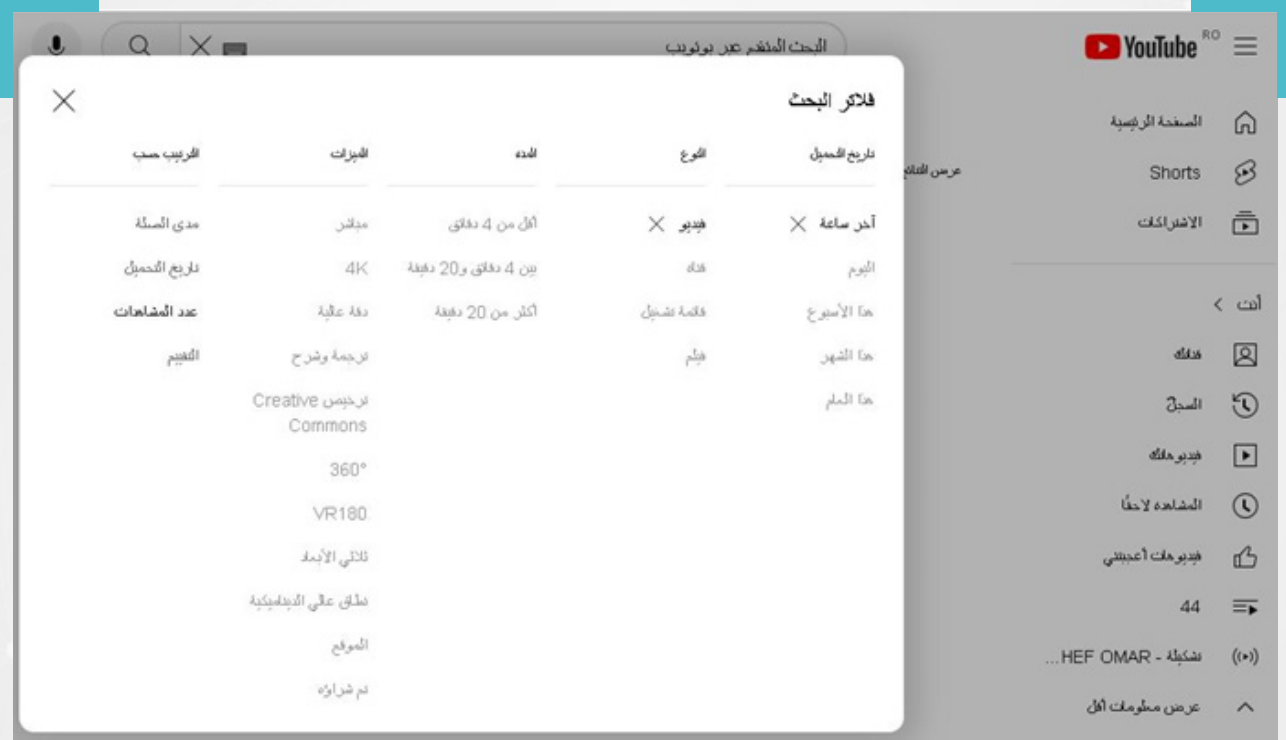 YouTube RO
البحث المتقدم عبر يوتيوب
الصفحة الرئيسية
Shorts
الاشتراكات
أنت
قناتك
السجلّ
فيديوهاتك
المشاهدة لاحقًا
فيديوهات أعجبتني
44
تشكيلة - HEF OMAR...
عرض معلومات أقل
عرض النتائج
فلاتر البحث
تاريخ التحميل
آخر ساعة
اليوم
هذا الأسبوع
هذا الشهر
هذا العام
النوع
فيديو
قناة
قائمة تشغيل
فيلم
المدة
أقل من 4 دقائق
بين 4 دقائق و20 دقيقة
أكثر من 20 دقيقة
الميزات
مباشر
4K
دقة عالية
ترجمة وشرح
ترخيص Creative
Commons
360°
VR180
ثلاثي الأبعاد
نطاق عالي الديناميكية
الموقع
تم شراؤه
الترتيب حسب
مدى الصلة
تاريخ التحميل
عدد المشاهدات
التقييم